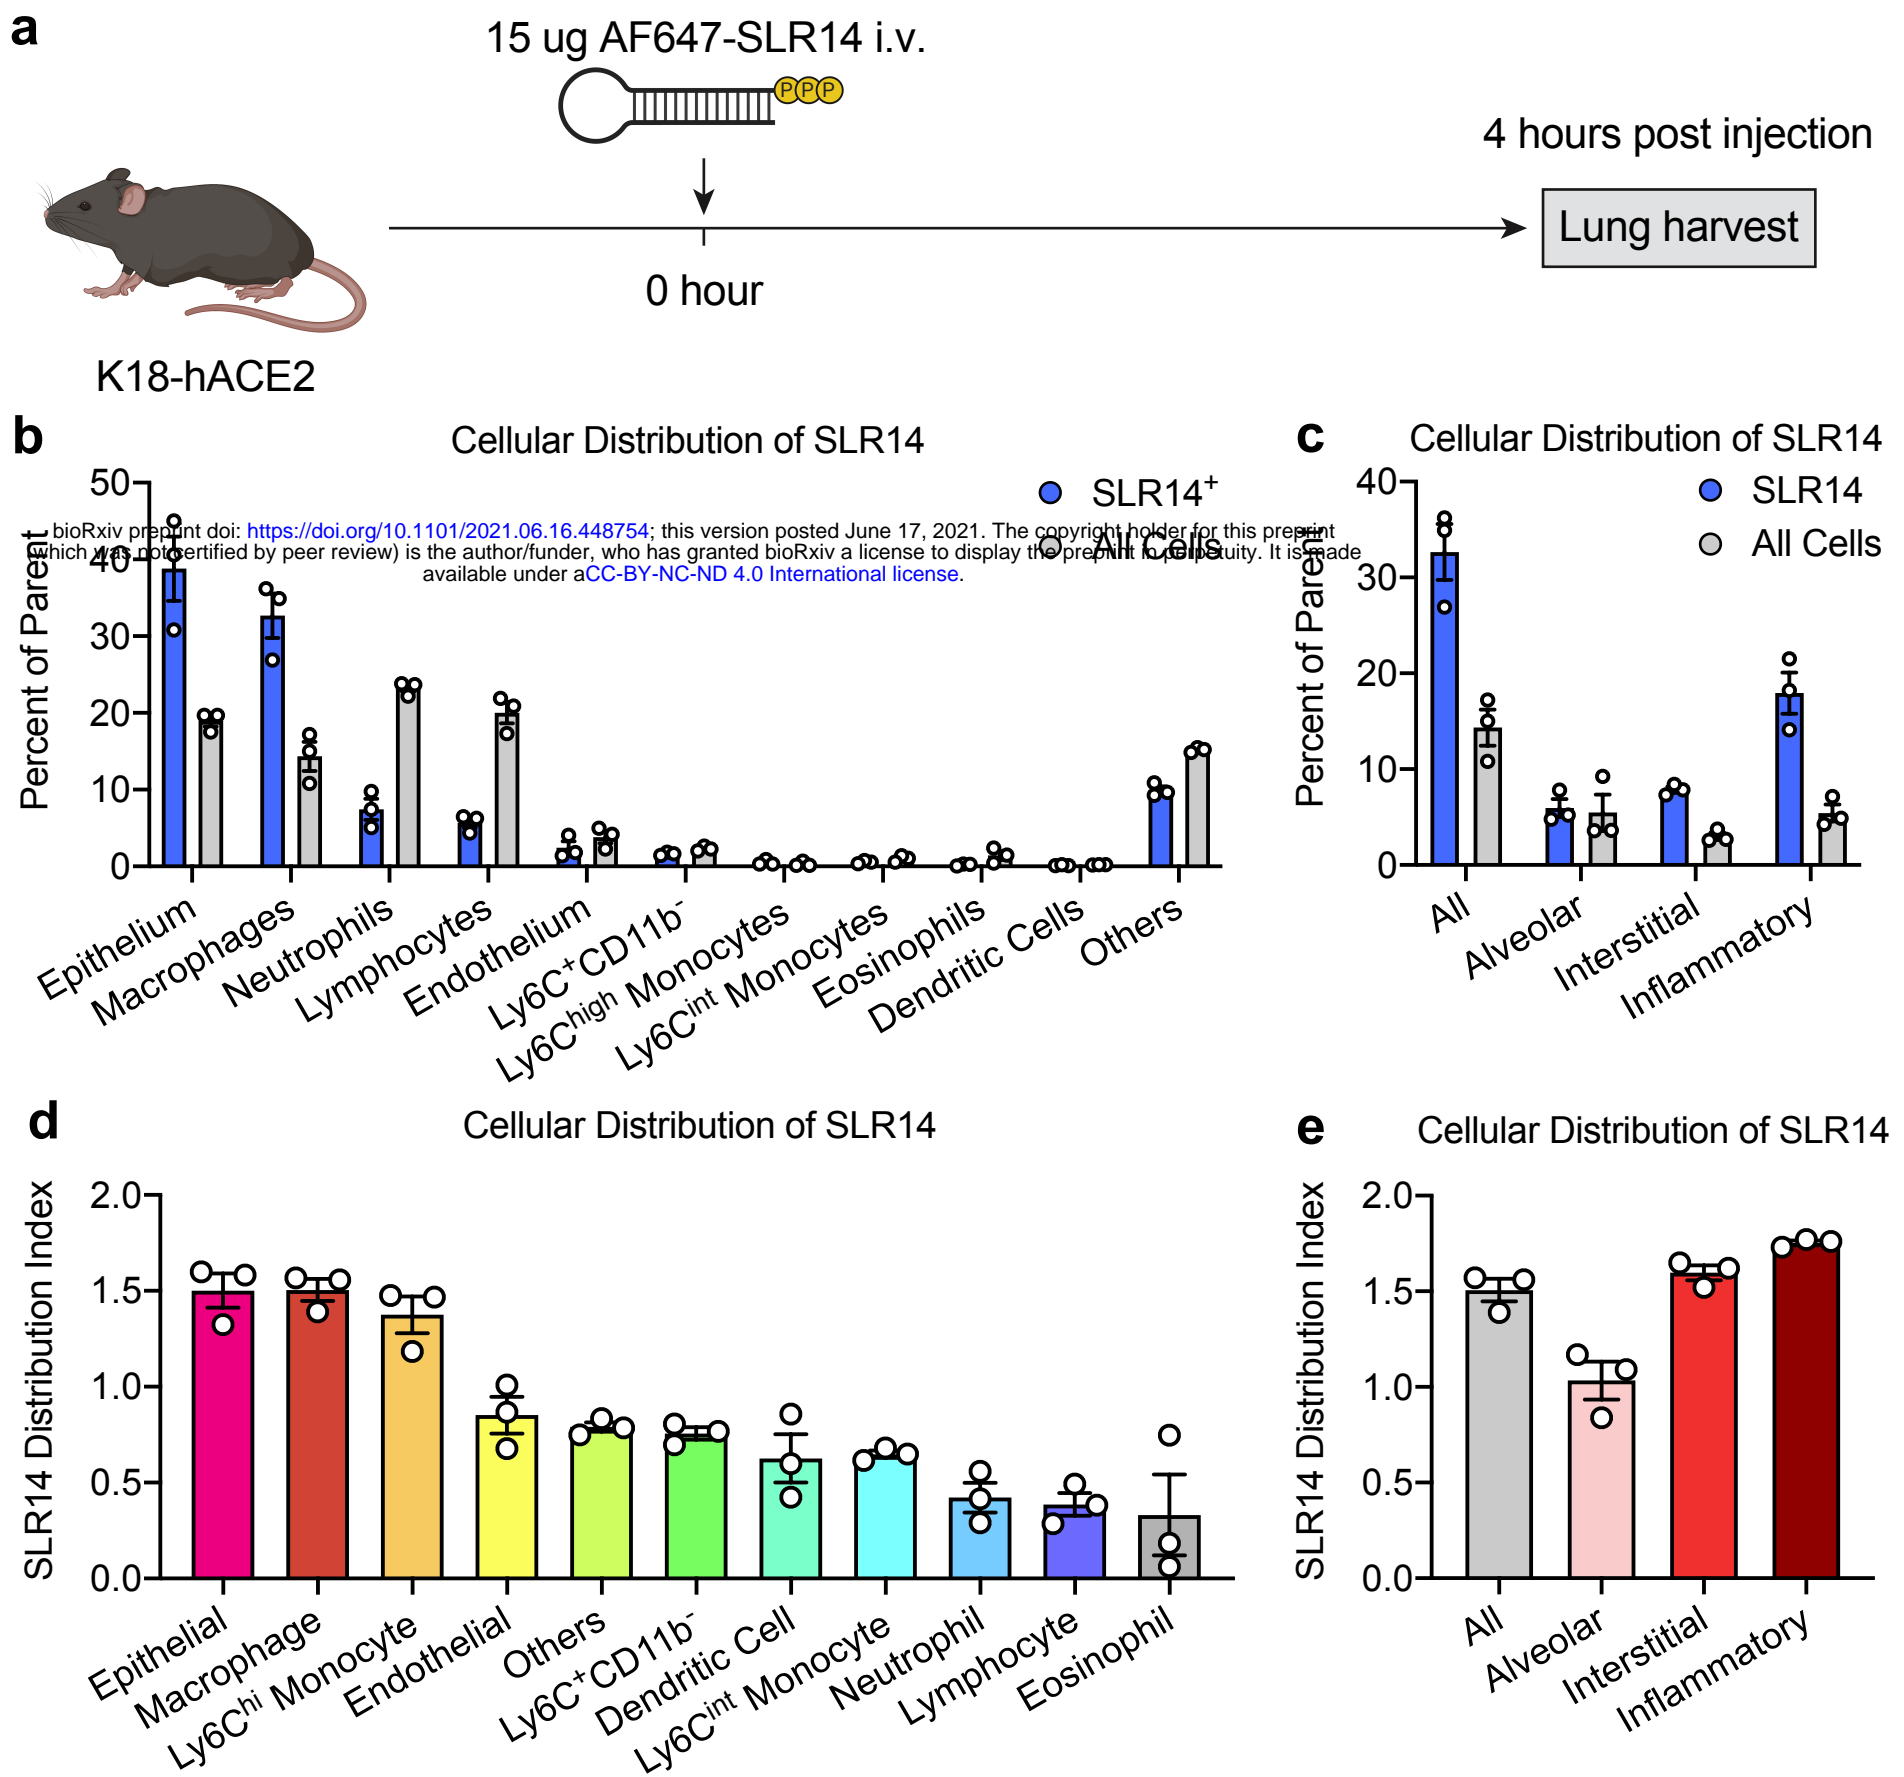 a
15 ug AF647-SLR14 i.v.
PPP
4 hours post injection
Lung harvest
0 hour
K18-hACE2
b
Cellular Distribution of SLR14
SLR14+
All Cells
bioRxiv preprint doi: https://doi.org/10.1101/2021.06.16.448754; this version posted June 17, 2021. The copyright holder for this preprint
(which was not certified by peer review) is the author/funder, who has granted bioRxiv a license to display the preprint in perpetuity. It is made
available under aCC-BY-NC-ND 4.0 International license.
Percent of Parent
50
40
30
20
10
0
Epithelium
Macrophages
Neutrophils
Lymphocytes
Endothelium
Ly6C+CD11b-
Ly6Chigh Monocytes
Ly6Cint Monocytes
Eosinophils
Dendritic Cells
Others
c
Cellular Distribution of SLR14
SLR14
All Cells
Percent of Parent
40
30
20
10
0
All
Alveolar
Interstitial
Inflammatory
d
Cellular Distribution of SLR14
SLR14 Distribution Index
2.0
1.5
1.0
0.5
0.0
Epithelial
Macrophage
Ly6Chi Monocyte
Endothelial
Others
Ly6C+CD11b-
Dendritic Cell
Ly6Cint Monocyte
Neutrophil
Lymphocyte
Eosinophil
e
Cellular Distribution of SLR14
SLR14 Distribution Index
2.0
1.5
1.0
0.5
0.0
All
Alveolar
Interstitial
Inflammatory